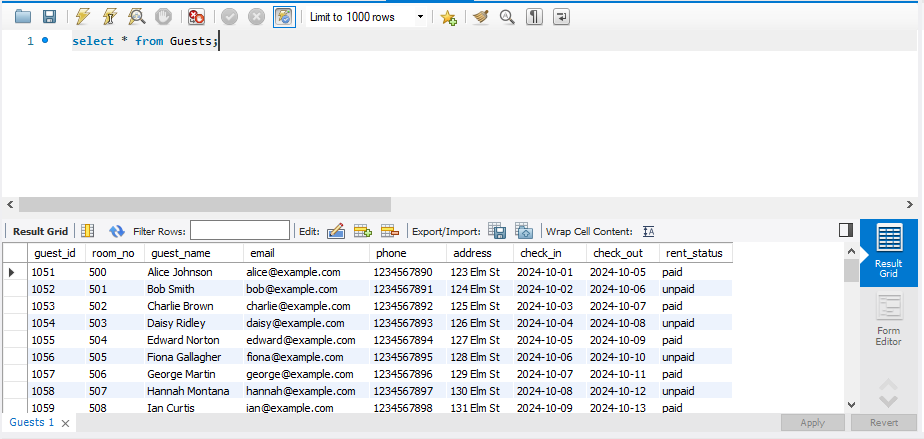 Limit to 1000 rows
1 select * from Guests;
Result Grid Filter Rows: Edit: Export/Import: Wrap Cell Content: IA
guest_id room_no guest_name email phone address check_in check_out rent_status
1051 500 Alice Johnson alice@example.com 1234567890 123 Elm St 2024-10-01 2024-10-05 paid
1052 501 Bob Smith bob@example.com 1234567891 124 Elm St 2024-10-02 2024-10-06 unpaid
1053 502 Charlie Brown charlie@example.com 1234567892 125 Elm St 2024-10-03 2024-10-07 paid
1054 503 Daisy Ridley daisy@example.com 1234567893 126 Elm St 2024-10-04 2024-10-08 unpaid
1055 504 Edward Norton edward@example.com 1234567894 127 Elm St 2024-10-05 2024-10-09 paid
1056 505 Fiona Gallagher fiona@example.com 1234567895 128 Elm St 2024-10-06 2024-10-10 unpaid
1057 506 George Martin george@example.com 1234567896 129 Elm St 2024-10-07 2024-10-11 paid
1058 507 Hannah Montana hannah@example.com 1234567897 130 Elm St 2024-10-08 2024-10-12 unpaid
1059 508 Ian Curtis ian@example.com 1234567898 131 Elm St 2024-10-09 2024-10-13 paid
Result
Grid
Form
Editor
Guests 1 Apply Revert